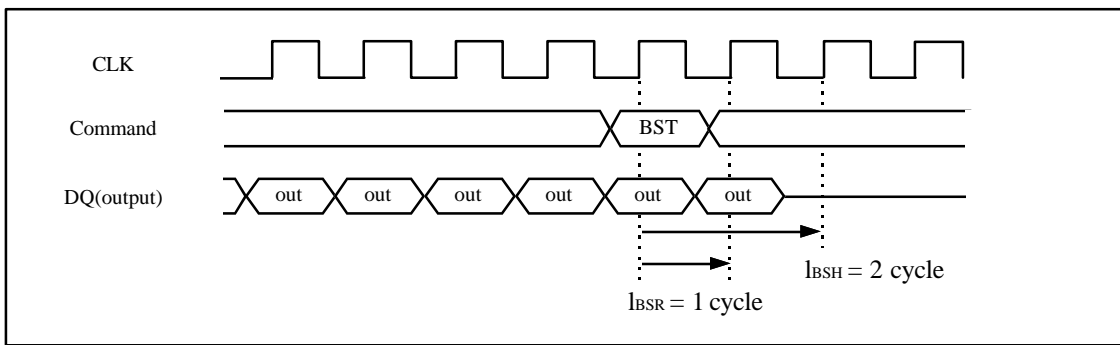 CLK
Command
BST
DQ(output)
out out out out out out
lBSH = 2 cycle
lBSR = 1 cycle